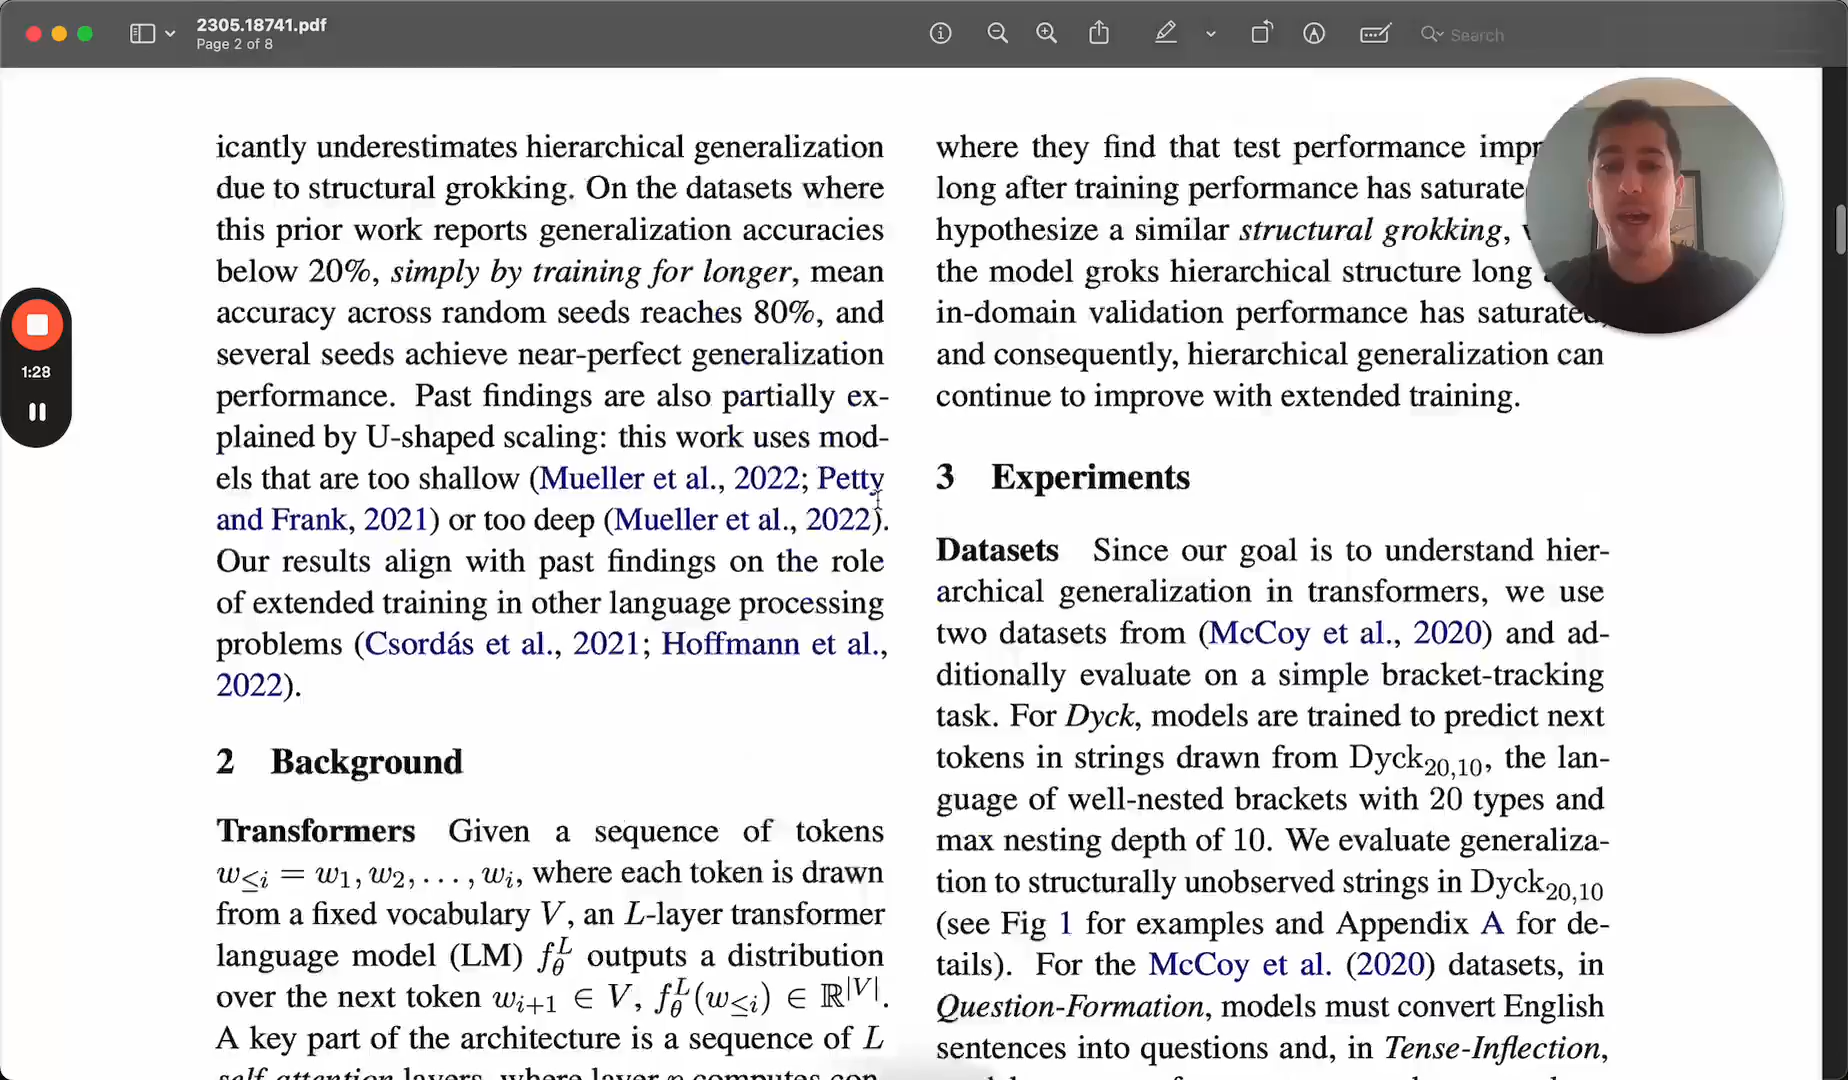 2305.18741.pdf
Page 2 of 8
Search
1:28
icantly underestimates hierarchical generalization
due to structural grokking. On the datasets where
this prior work reports generalization accuracies
below 20%, simply by training for longer, mean
accuracy across random seeds reaches 80%, and
several seeds achieve near-perfect generalization
performance. Past findings are also partially ex-
plained by U-shaped scaling: this work uses mod-
els that are too shallow (Mueller et al., 2022; Petty
and Frank, 2021) or too deep (Mueller et al., 2022).
Our results align with past findings on the role
of extended training in other language processing
problems (Csordás et al., 2021; Hoffmann et al.,
2022).
2 Background
Transformers Given a sequence of tokens
w≤i = w1, w2, . . . , wi, where each token is drawn
from a fixed vocabulary V, an L-layer transformer
language model (LM) fθL outputs a distribution
over the next token wi+1 ∈ V, fθL(w≤i) ∈ ℝ|V|.
A key part of the architecture is a sequence of L
self-attention layers, where layer p computes con-
where they find that test performance impr
long after training performance has saturate
hypothesize a similar structural grokking,
the model groks hierarchical structure long
in-domain validation performance has saturated,
and consequently, hierarchical generalization can
continue to improve with extended training.
3 Experiments
Datasets Since our goal is to understand hier-
archical generalization in transformers, we use
two datasets from (McCoy et al., 2020) and ad-
ditionally evaluate on a simple bracket-tracking
task. For Dyck, models are trained to predict next
tokens in strings drawn from Dyck20,10, the lan-
guage of well-nested brackets with 20 types and
max nesting depth of 10. We evaluate generaliza-
tion to structurally unobserved strings in Dyck20,10
(see Fig 1 for examples and Appendix A for de-
tails). For the McCoy et al. (2020) datasets, in
Question-Formation, models must convert English
sentences into questions and, in Tense-Inflection,